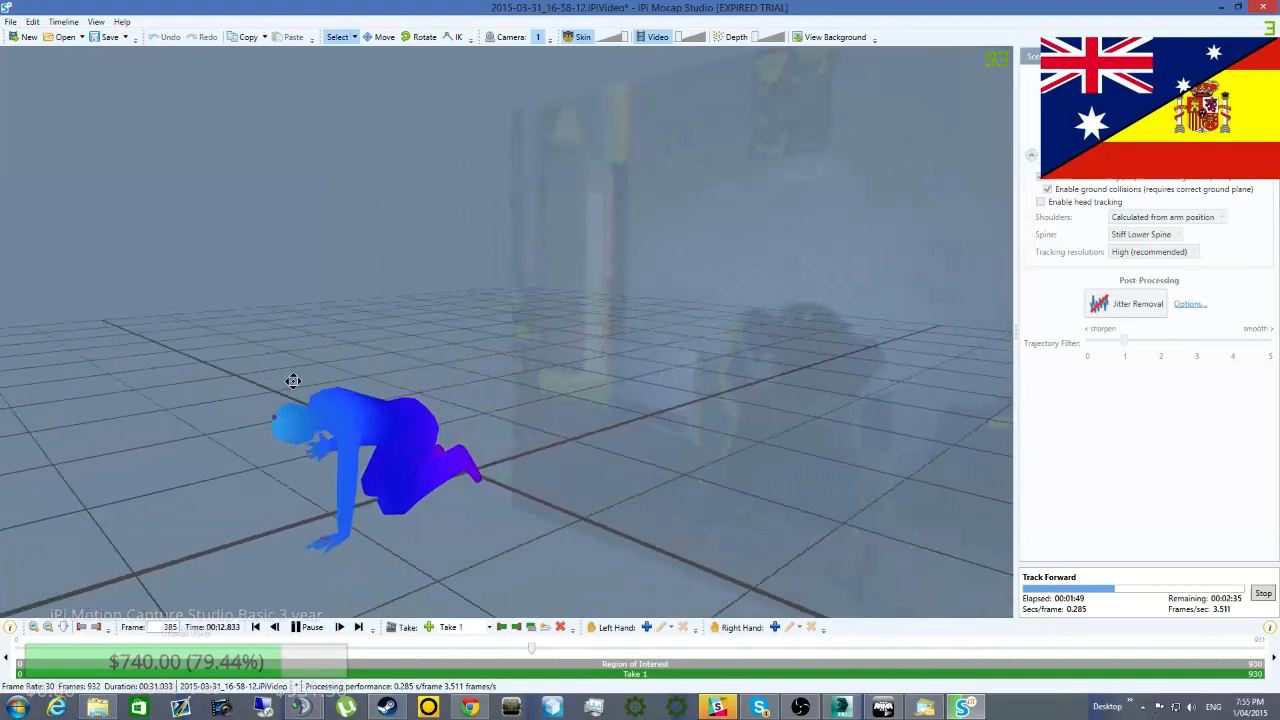 2015-03-31_16-58-12.iPiVideo* - iPi Mocap Studio [EXPIRED TRIAL]
File Edit Timeline View Help
New Open Save Undo Redo Copy Paste Select Move Rotate IK Camera: 1 Skin Video Depth View Background
3
93
Enable ground collisions (requires correct ground plane)
Enable head tracking
Shoulders: Calculated from arm position
Spine: Stiff Lower Spine
Tracking resolution: High (recommended)
Post-Processing
Jitter Removal Options...
< sharpen smooth >
Trajectory Filter:
0 1 2 3 4 5
Track Forward
Elapsed: 00:01:49 Remaining: 00:02:35
Secs/frame: 0.285 Frames/sec: 3.511
Stop
iPi Motion Capture Studio Basic 3 year
Frame: 385 Time: 00:12.833 Pause Take: Take 1 Left Hand: Right Hand:
0 931
$740.00 (79.44%)
0 Region of Interest 930
0 Take 1 930
Frame Rate: 30 Frames: 932 Duration: 00:31.033 2015-03-31_16-58-12.iPiVideo * Processing performance: 0.285 s/frame 3.511 frames/s
Desktop ENG 7:55 PM
1/04/2015